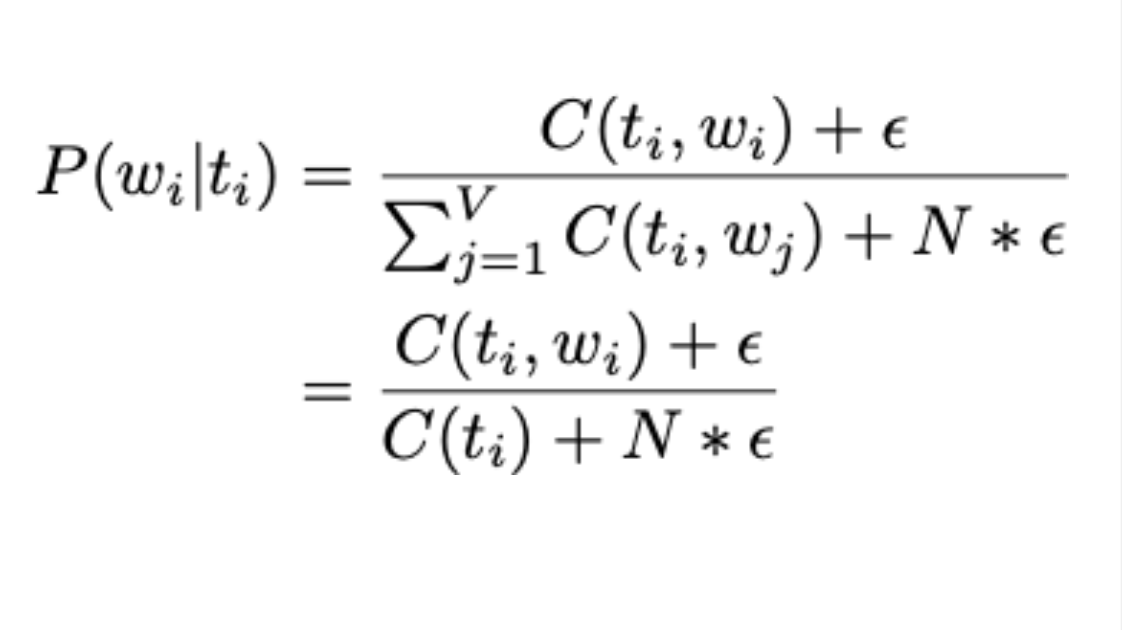 P(w_i|t_i) = \frac{C(t_i, w_i) + \epsilon}{\sum_{j=1}^{V} C(t_i, w_j) + N * \epsilon}
= \frac{C(t_i, w_i) + \epsilon}{C(t_i) + N * \epsilon}